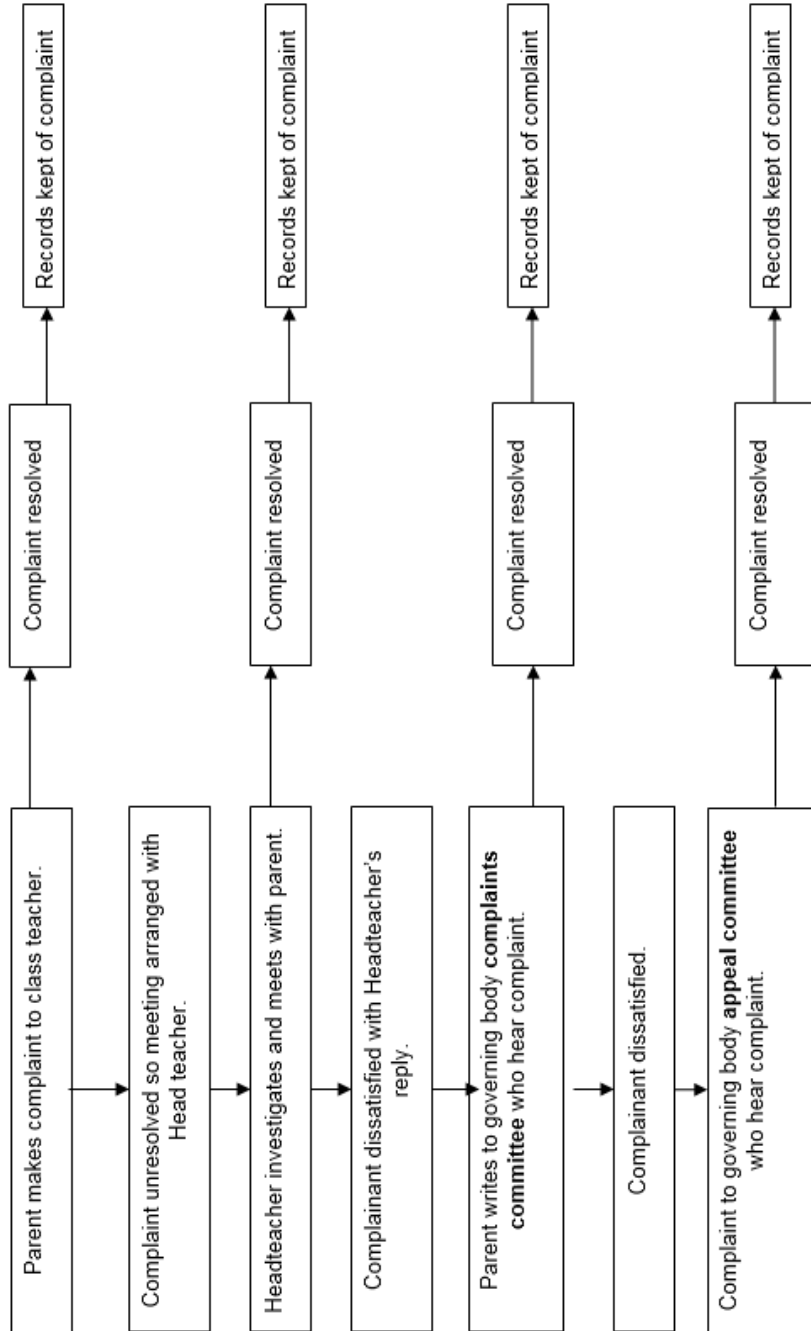 Parent makes complaint to class teacher.
Complaint resolved
Records kept of complaint
Complaint unresolved so meeting arranged with
Head teacher.
Headteacher investigates and meets with parent.
Complaint resolved
Records kept of complaint
Complainant dissatisfied with Headteacher's
reply.
Parent writes to governing body complaints
committee who hear complaint.
Complaint resolved
Records kept of complaint
Complainant dissatisfied.
Complaint to governing body appeal committee
who hear complaint.
Complaint resolved
Records kept of complaint